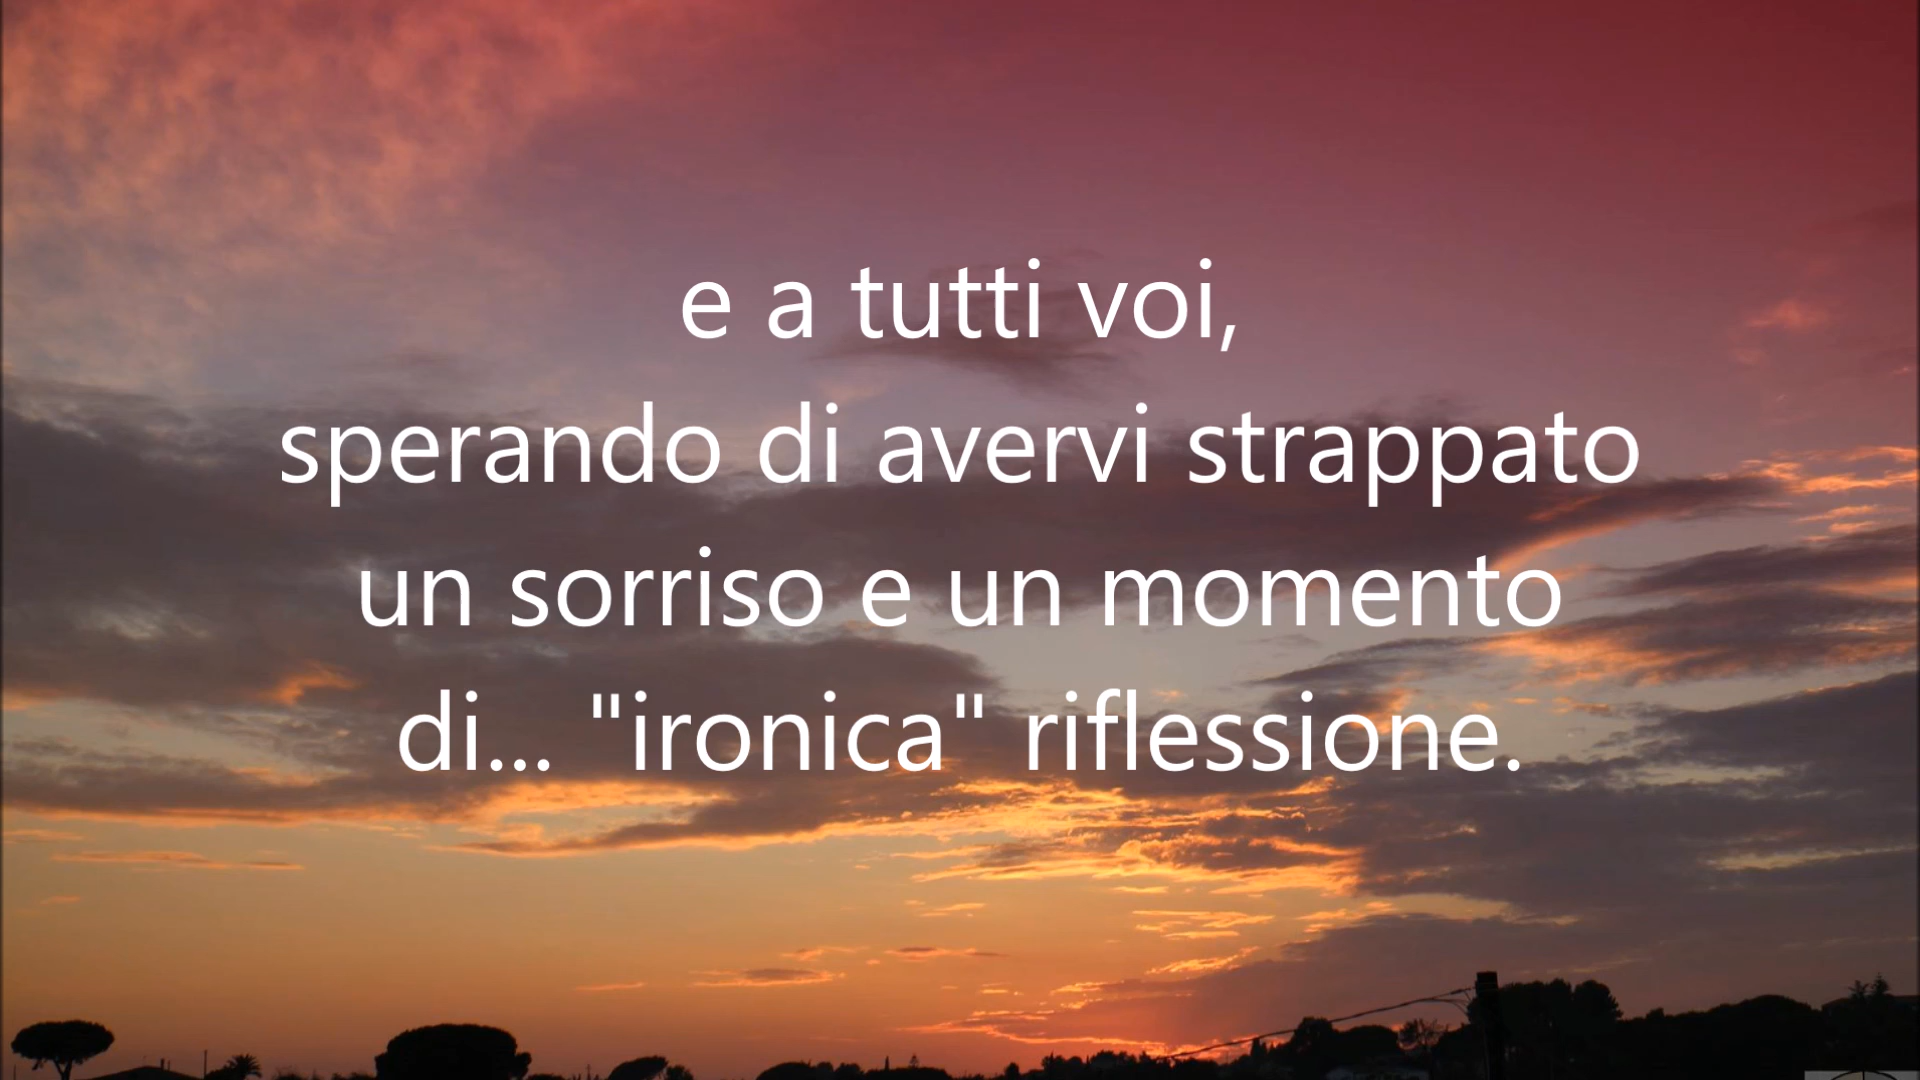 e a tutti voi,
sperando di avervi strappato
un sorriso e un momento
di... "ironica" riflessione.